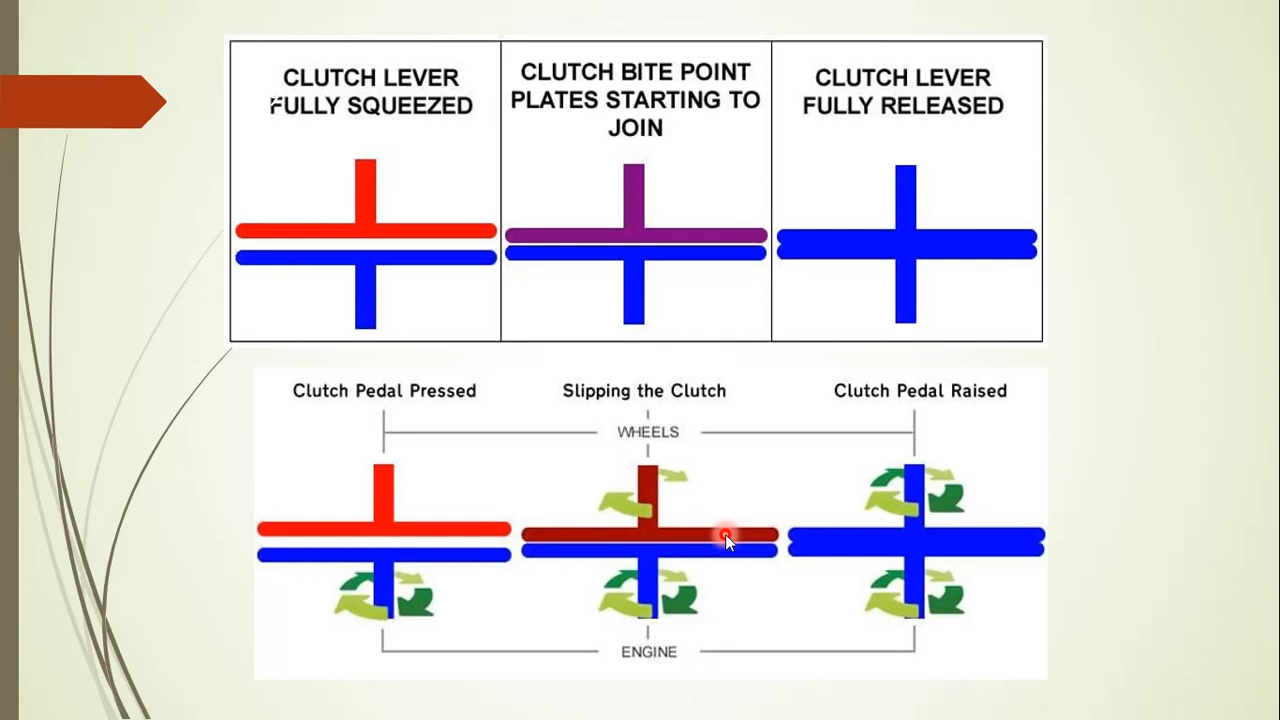 CLUTCH LEVER
FULLY SQUEEZED
CLUTCH BITE POINT
PLATES STARTING TO
JOIN
CLUTCH LEVER
FULLY RELEASED
Clutch Pedal Pressed
Slipping the Clutch
Clutch Pedal Raised
WHEELS
ENGINE